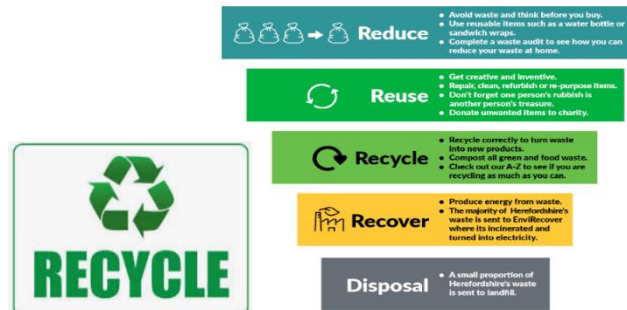 Reduce
• Avoid waste and think before you buy.
• Use reusable items such as a water bottle or
sandwich wraps.
• Complete a waste audit to see how you can
reduce your waste at home.
Reuse
• Get creative and inventive.
• Repair, clean, refurbish or re-purpose items.
• Don't forget one person's rubbish is
another person's treasure.
• Donate unwanted items to charity.
Recycle
• Recycle correctly to turn waste
into new products.
• Compost all green and food waste.
• Check out our A-Z to see if you are
recycling as much as you can.
Recover
• Produce energy from waste.
• The majority of Herefordshire's
waste is sent to EnviRecover
where its incinerated and
turned into electricity.
Disposal
• A small proportion of
Herefordshire's waste
is sent to landfill.
RECYCLE